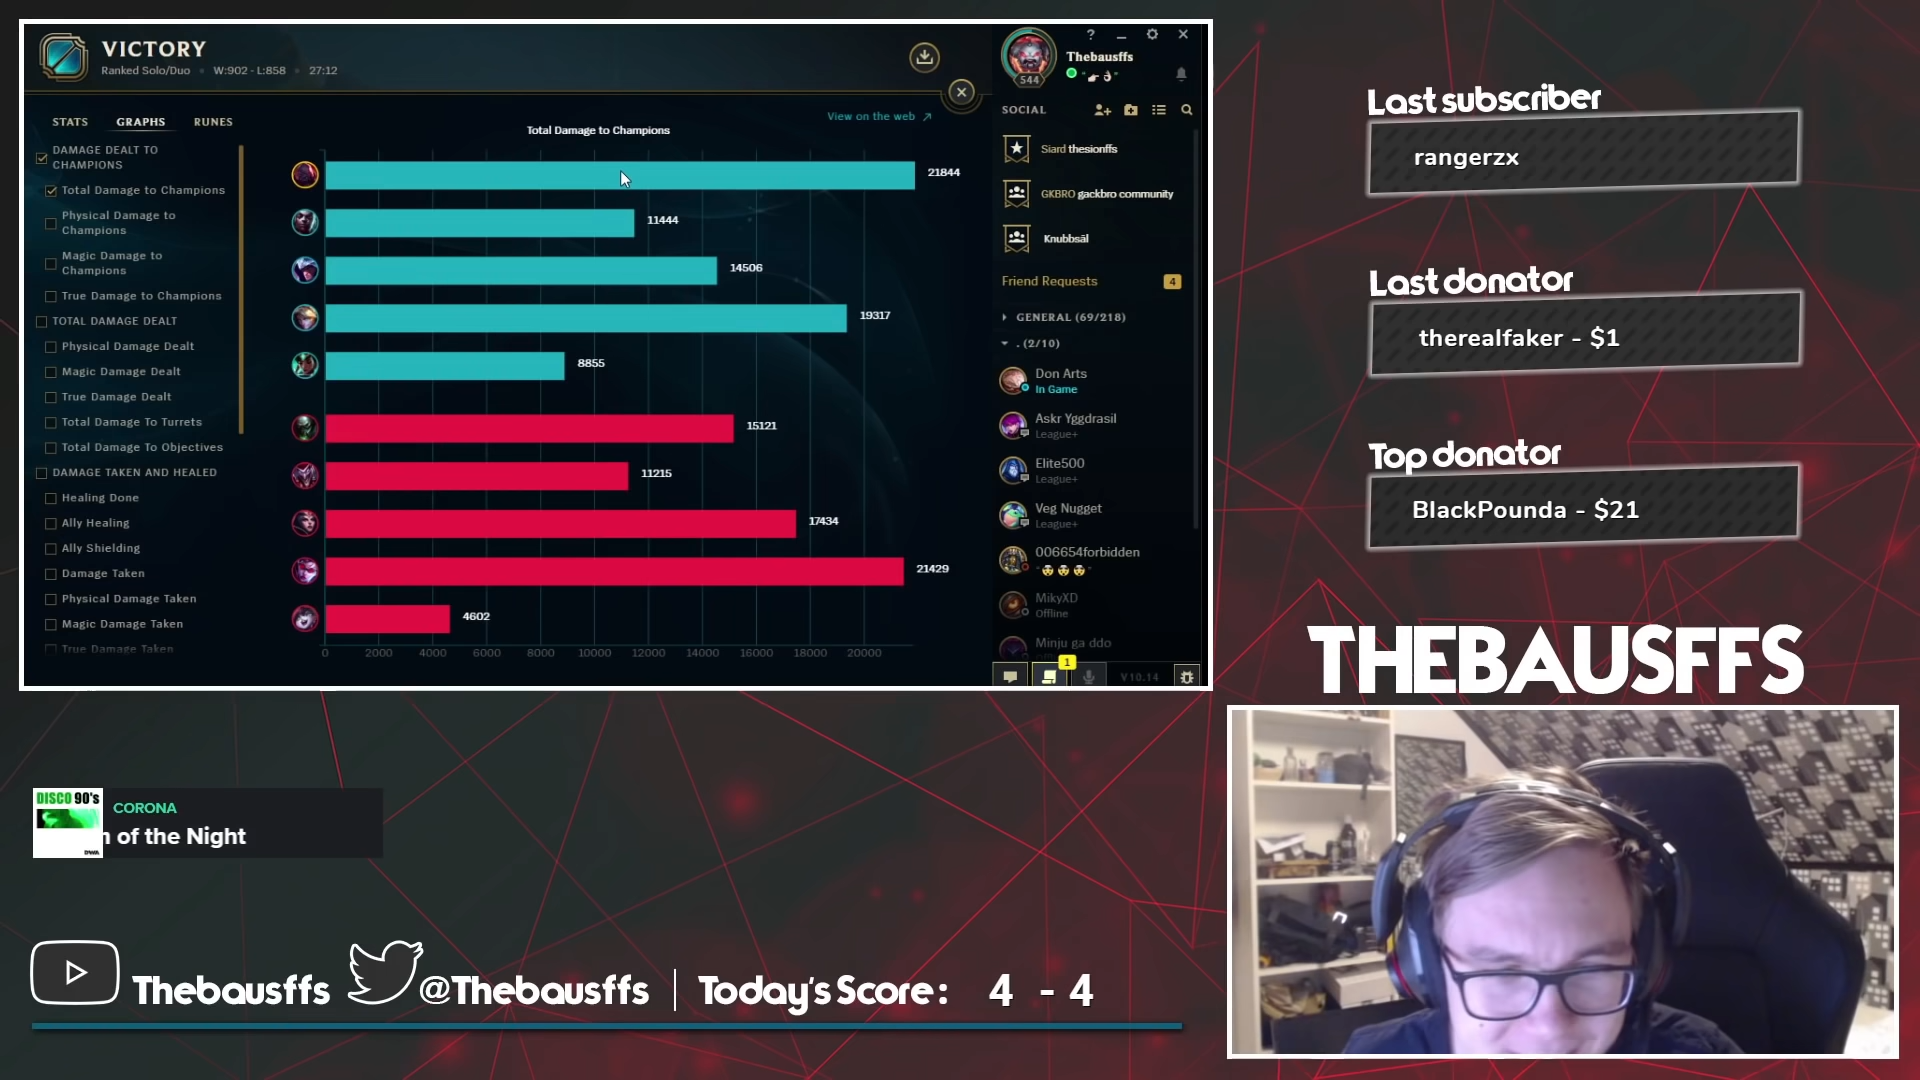 VICTORY
Ranked Solo/Duo • W:902 - L:858 • 27:12
STATS GRAPHS RUNES
View on the web
Total Damage to Champions
DAMAGE DEALT TO
CHAMPIONS
Total Damage to Champions
Physical Damage to
Champions
Magic Damage to
Champions
True Damage to Champions
TOTAL DAMAGE DEALT
Physical Damage Dealt
Magic Damage Dealt
True Damage Dealt
Total Damage To Turrets
Total Damage To Objectives
DAMAGE TAKEN AND HEALED
Healing Done
Ally Healing
Ally Shielding
Damage Taken
Physical Damage Taken
Magic Damage Taken
True Damage Taken
21844
11444
14506
19317
8855
15121
11215
17434
21429
4602
0 2000 4000 6000 8000 10000 12000 14000 16000 18000 20000
544
Thebausffs
SOCIAL
Siard thesionffs
GKBRO gackbro community
Knubbsäl
Friend Requests 4
GENERAL (69/218)
. (2/10)
Don Arts
In Game
Askr Yggdrasil
League+
Elite500
League+
Veg Nugget
League+
006654forbidden
MikyXD
Offline
Minju ga ddo
1
V10.14
Last subscriber
rangerzx
Last donator
therealfaker - $1
Top donator
BlackPounda - $21
THEBAUSFFS
DISCO 90's
DWA
CORONA
of the Night
Thebausffs @Thebausffs | Today's Score: 4 - 4